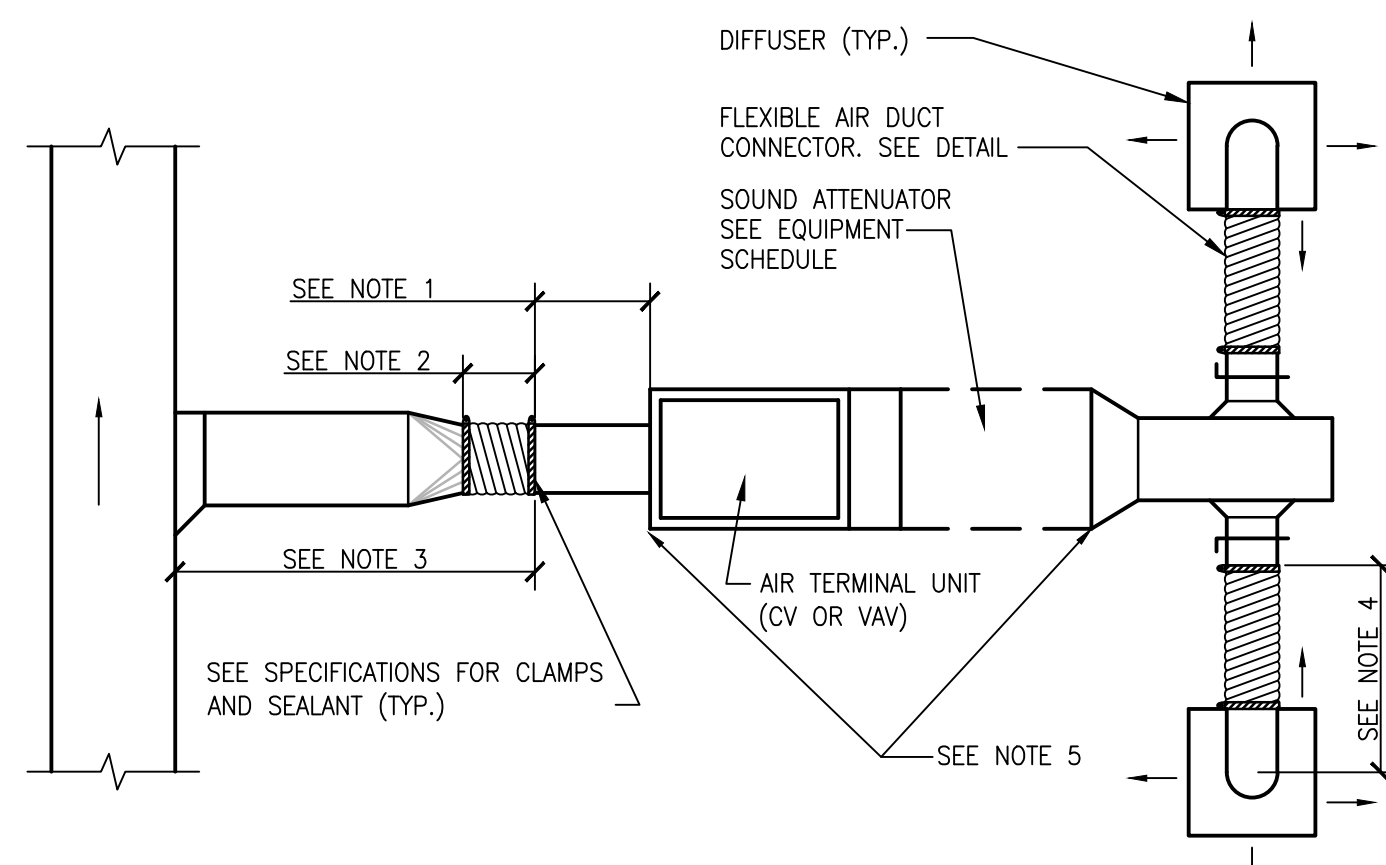 DIFFUSER (TYP.)
FLEXIBLE AIR DUCT
CONNECTOR. SEE DETAIL
SOUND ATTENUATOR
SEE EQUIPMENT
SCHEDULE
SEE NOTE 1
SEE NOTE 2
SEE NOTE 3
AIR TERMINAL UNIT
(CV OR VAV)
SEE NOTE 4
SEE SPECIFICATIONS FOR CLAMPS
AND SEALANT (TYP.)
SEE NOTE 5